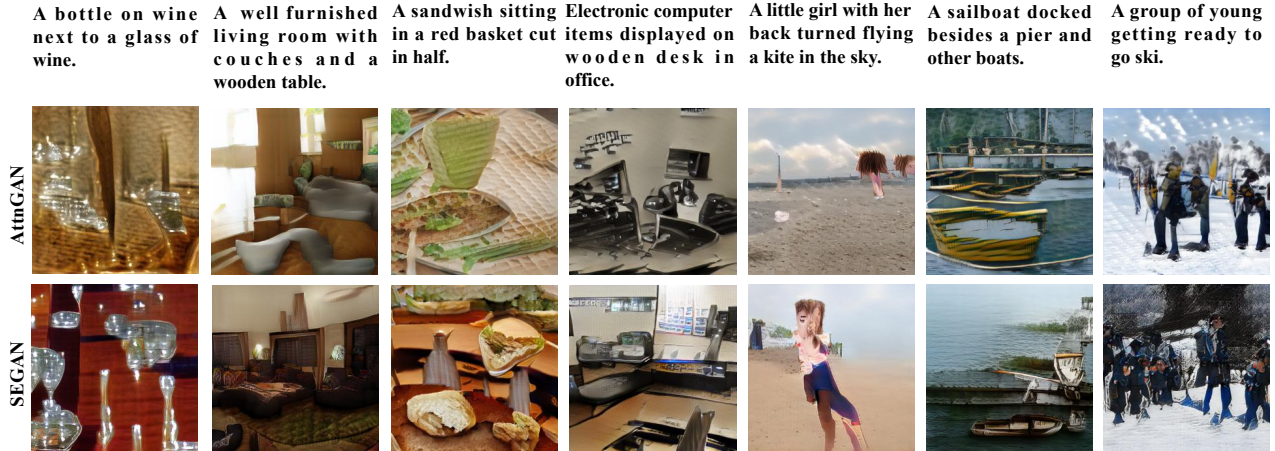 A bottle on wine
next to a glass of
wine.
A well furnished
living room with
couches and a
wooden table.
A sandwish sitting
in a red basket cut
in half.
Electronic computer
items displayed on
wooden desk in
office.
A little girl with her
back turned flying
a kite in the sky.
A sailboat docked
besides a pier and
other boats.
A group of young
getting ready to
go ski.
AttnGAN
SEGAN